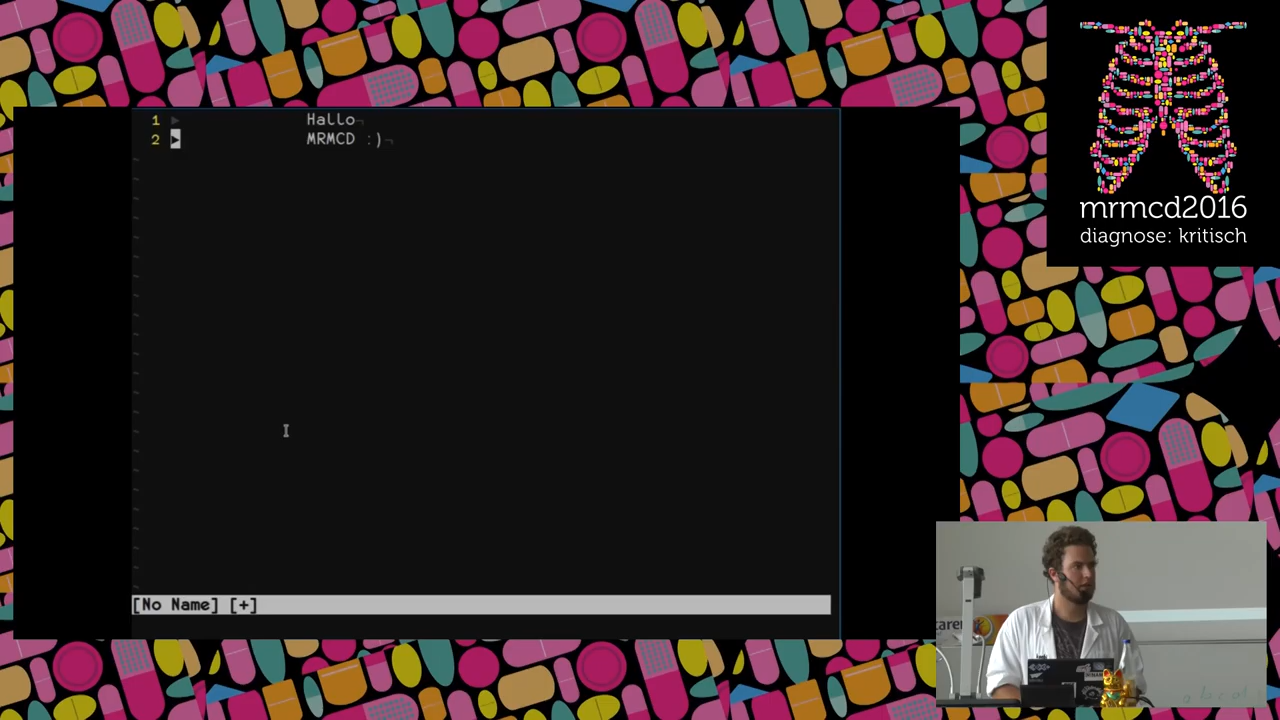 1 Hallo
2 MRMCD :)
[No Name] [+]
mrmcd2016
diagnose: kritisch